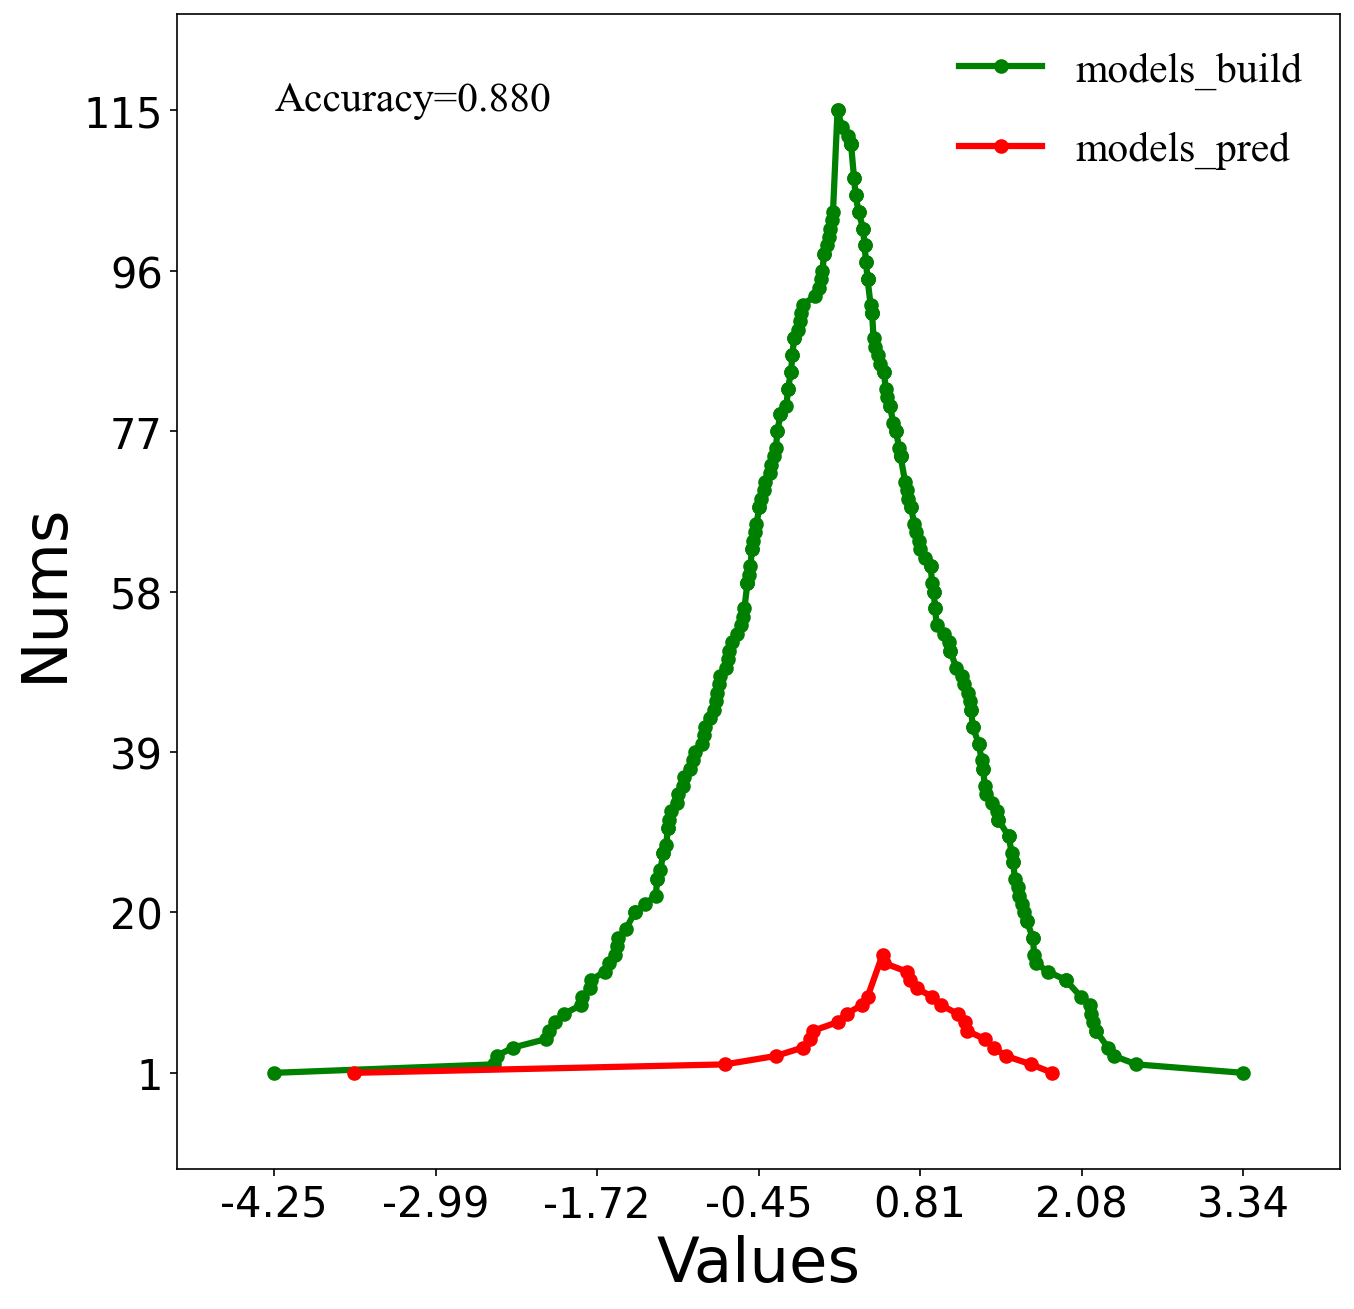 models_build
Accuracy=0.880
models_pred
115
96
77
58
39
20
1
Nums
-4.25 -2.99 -1.72 -0.45 0.81 2.08 3.34
Values